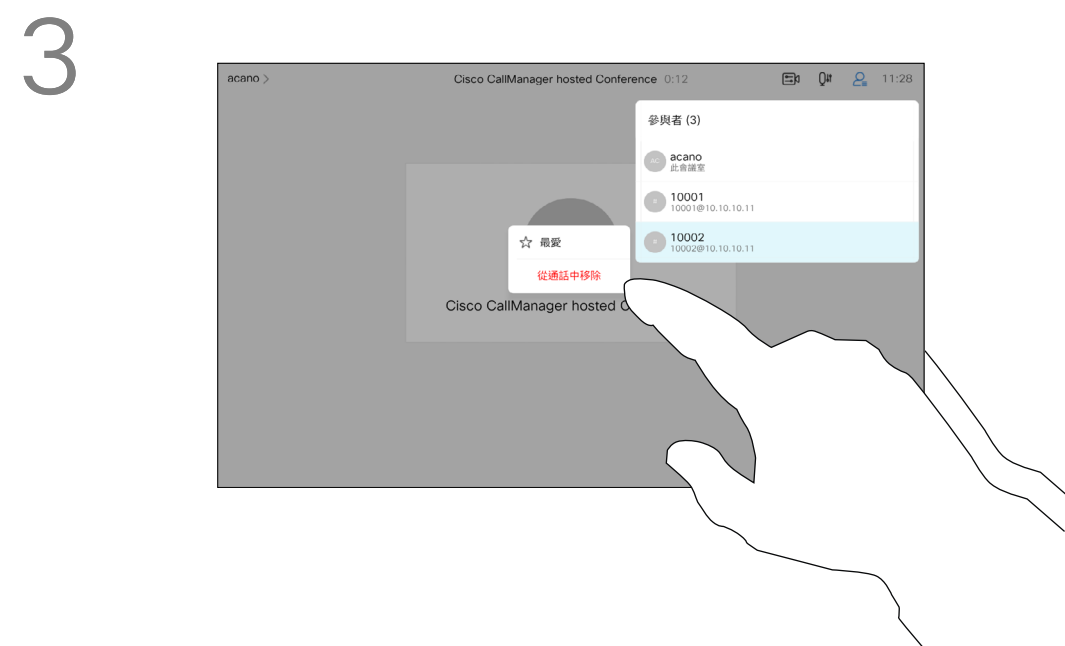 3
acano >
Cisco CallManager hosted Conference 0:12
11:28
參與者 (3)
AC
acano
此會議室
10001
10001@10.10.10.11
10002
10002@10.10.10.11
最愛
從通話中移除
Cisco CallManager hosted C